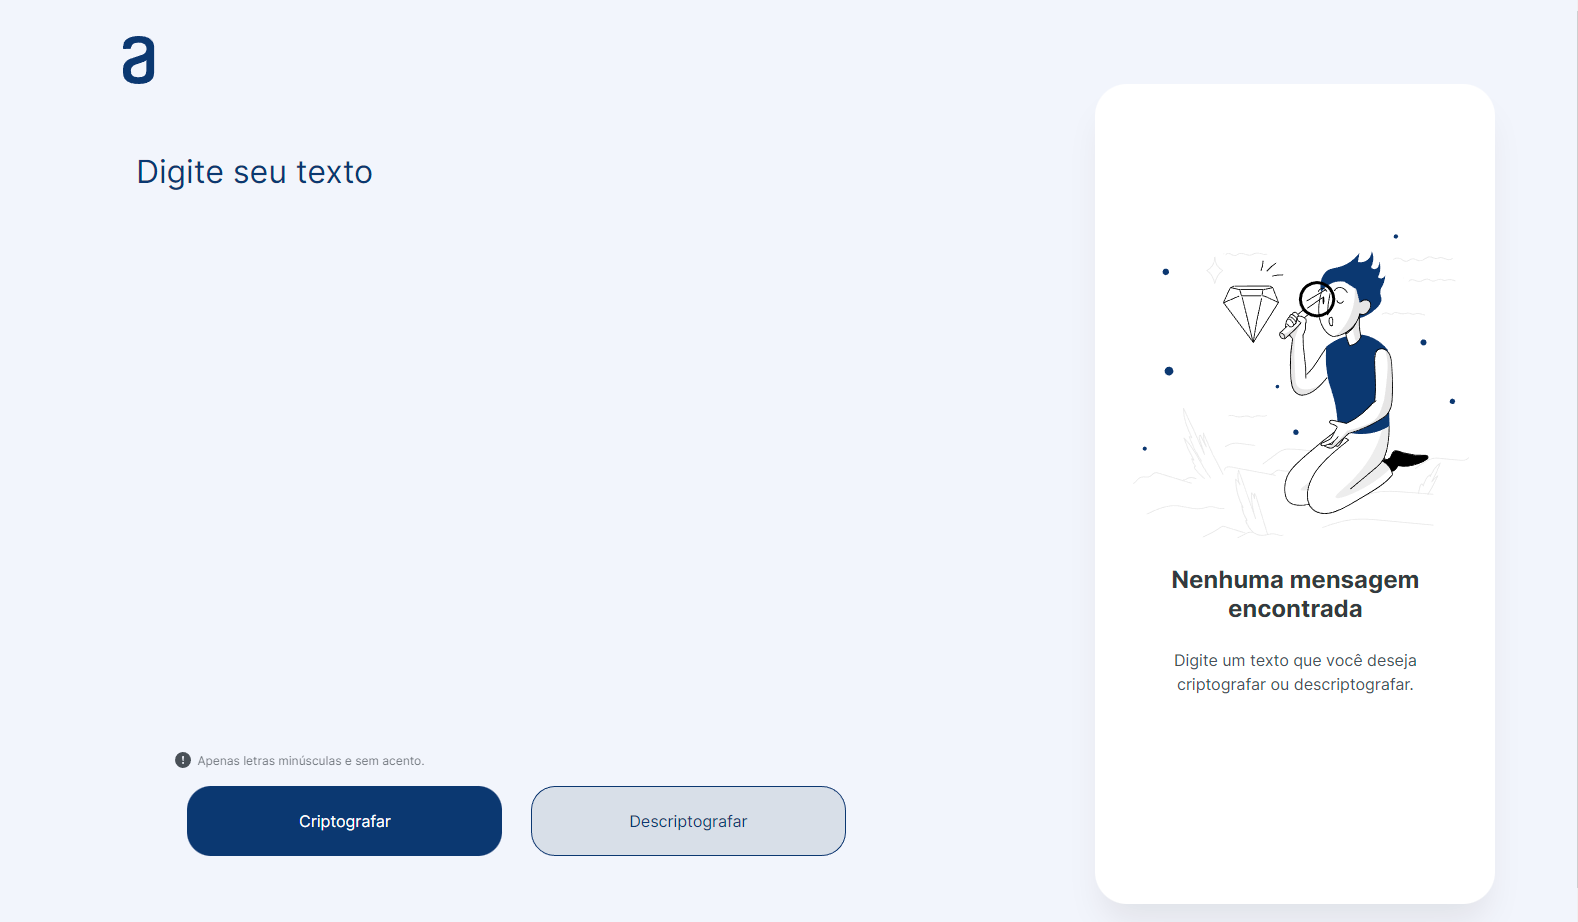 a
Digite seu texto
Nenhuma mensagem
encontrada
Digite um texto que você deseja
criptografar ou descriptografar.
! Apenas letras minúsculas e sem acento.
Criptografar
Descriptografar